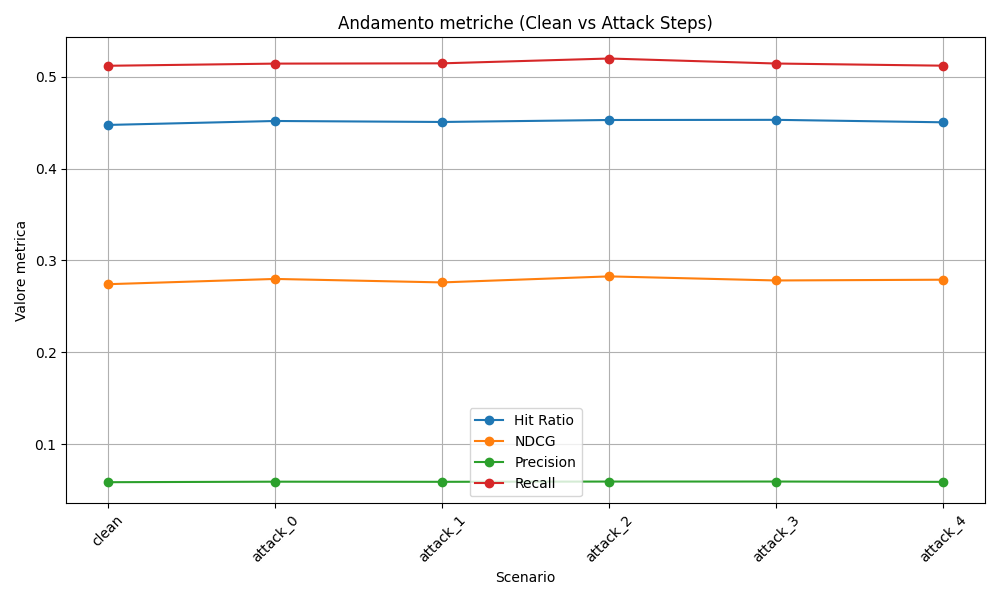 Andamento metriche (Clean vs Attack Steps)
Valore metrica
0.5
0.4
0.3
0.2
0.1
Hit Ratio
NDCG
Precision
Recall
clean
attack_0
attack_1
attack_2
attack_3
attack_4
Scenario